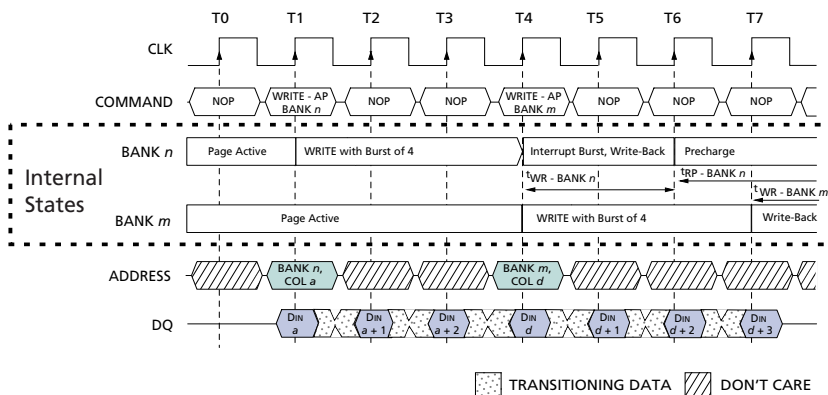 T0 T1 T2 T3 T4 T5 T6 T7
CLK
COMMAND NOP WRITE - AP BANK n NOP NOP WRITE - AP BANK m NOP NOP NOP
Internal States
BANK n Page Active WRITE with Burst of 4 Interrupt Burst, Write-Back Precharge
tWR - BANK n tRP - BANK n
t WR - BANK m
BANK m Page Active WRITE with Burst of 4 Write-Back
ADDRESS BANK n, COL a BANK m, COL d
DQ DIN a DIN a + 1 DIN a + 2 DIN d DIN d + 1 DIN d + 2 DIN d + 3
TRANSITIONING DATA DON'T CARE